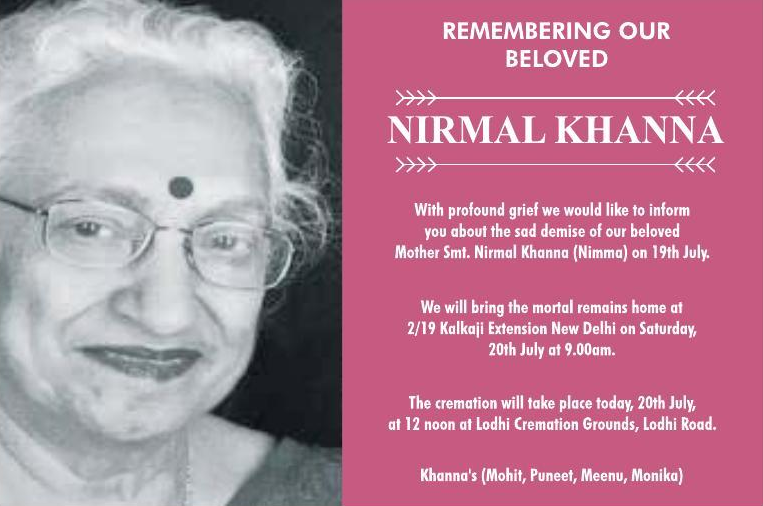 REMEMBERING OUR
BELOVED
NIRMAL KHANNA
With profound grief we would like to inform
you about the sad demise of our beloved
Mother Smt. Nirmal Khanna (Nimma) on 19th July.
We will bring the mortal remains home at
2/19 Kalkaji Extension New Delhi on Saturday,
20th July at 9.00am.
The cremation will take place today, 20th July,
at 12 noon at Lodhi Cremation Grounds, Lodhi Road.
Khanna's (Mohit, Puneet, Meenu, Monika)